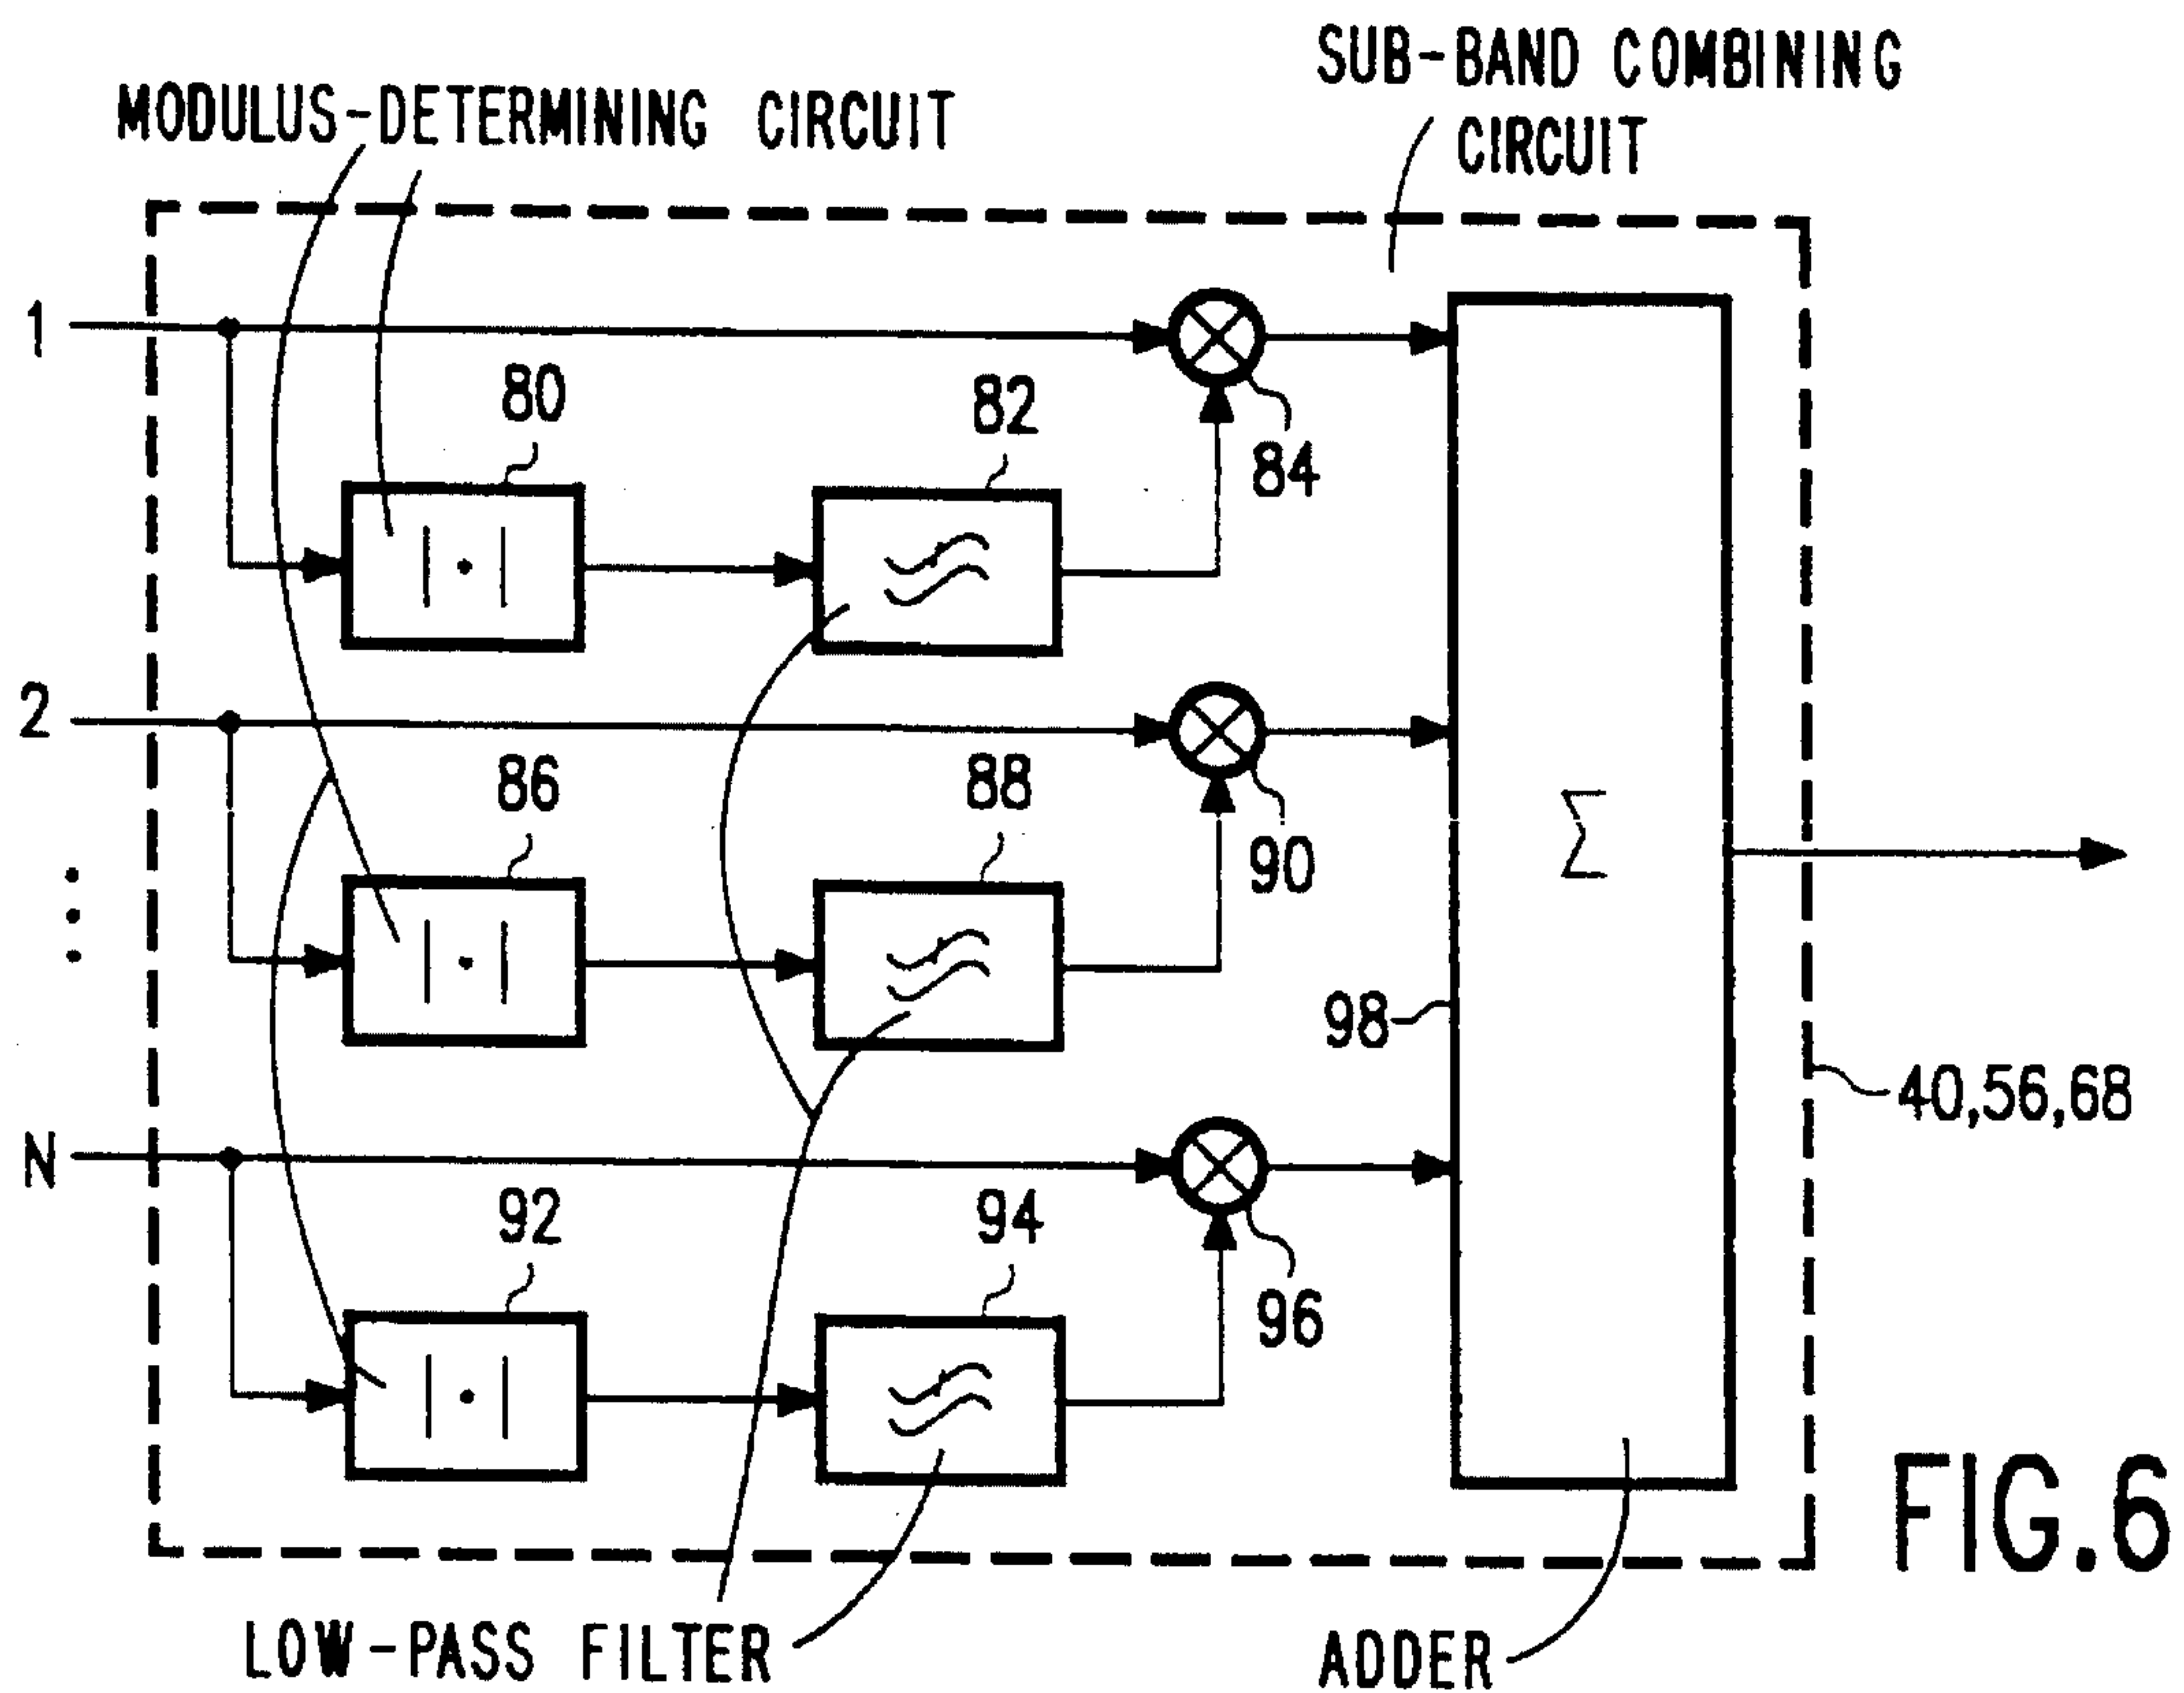 SUB-BAND COMBINING
CIRCUIT
MODULUS-DETERMINING CIRCUIT
1
80
82
84
2
86
88
90
Σ
98
40,56,68
N
92
94
96
FIG.6
LOW-PASS FILTER
ADDER